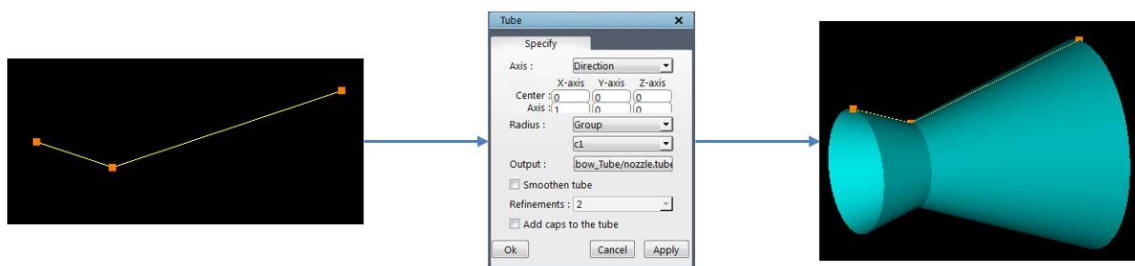 Tube
Specify
Axis : Direction
X-axis Y-axis Z-axis
Center : 0 0 0
Axis : 1 0 0
Radius : Group
c1
Output : .bow_Tube/nozzle.tube
Smoothen tube
Refinements : 2
Add caps to the tube
Ok Cancel Apply